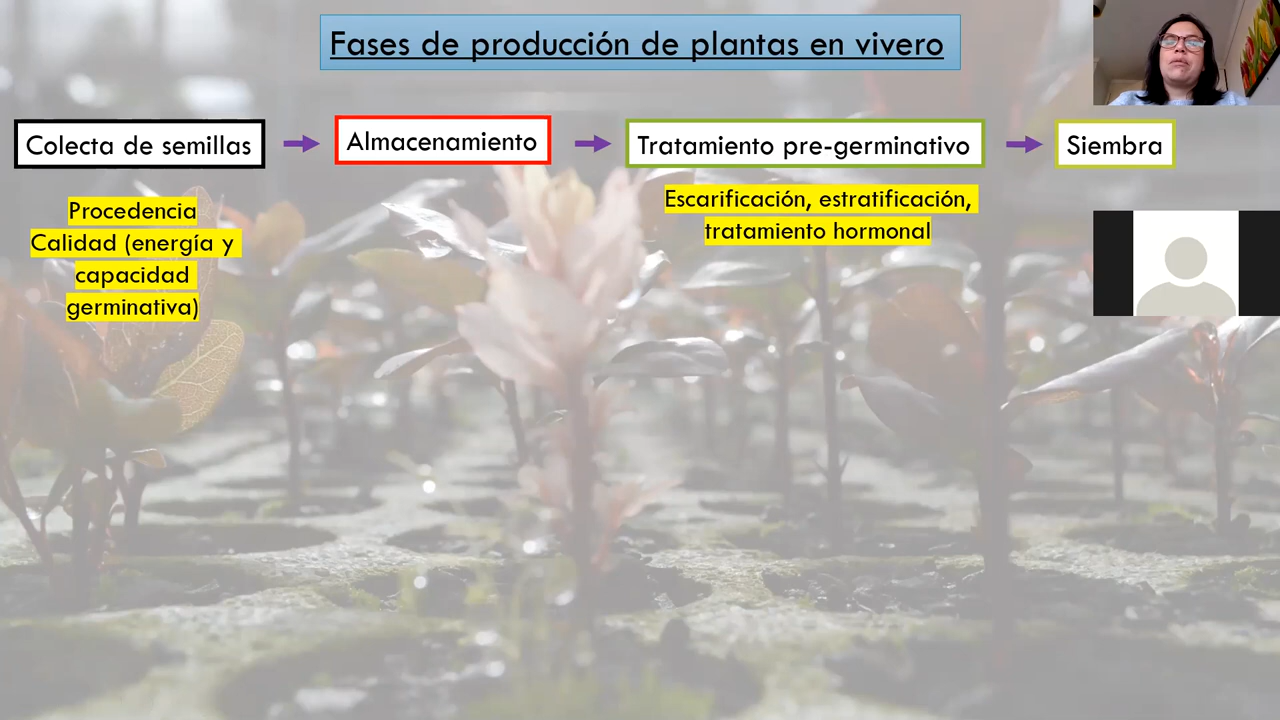 Fases de producción de plantas en vivero
Colecta de semillas
Almacenamiento
Tratamiento pre-germinativo
Siembra
Procedencia
Calidad (energía y
capacidad
germinativa)
Escarificación, estratificación,
tratamiento hormonal